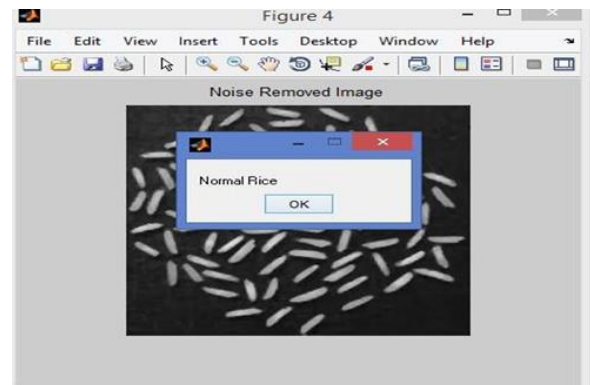 Figure 4
File Edit View Insert Tools Desktop Window Help
Noise Removed Image
Normal Rice
OK